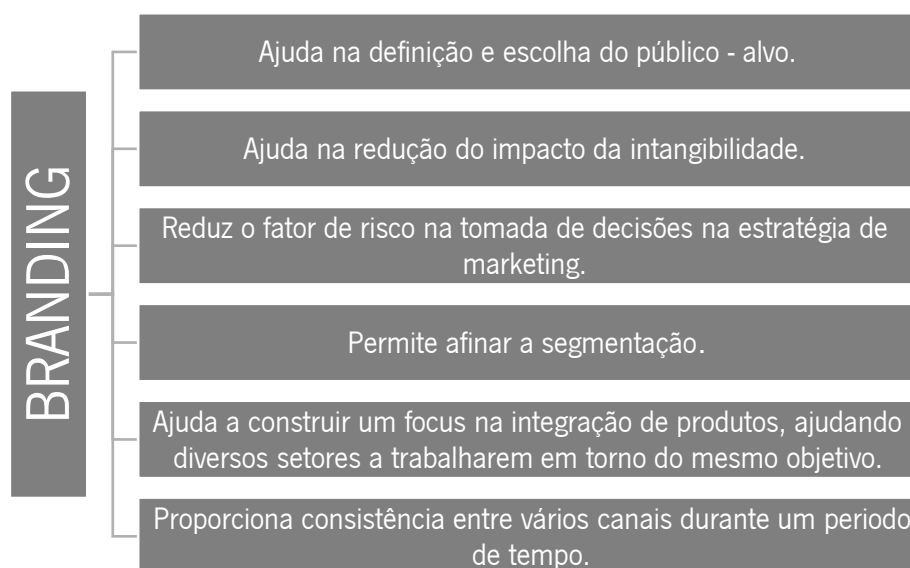 BRANDING
Ajuda na definição e escolha do público - alvo.
Ajuda na redução do impacto da intangibilidade.
Reduz o fator de risco na tomada de decisões na estratégia de
marketing.
Permite afinar a segmentação.
Ajuda a construir um focus na integração de produtos, ajudando
diversos setores a trabalharem em torno do mesmo objetivo.
Proporciona consistência entre vários canais durante um periodo
de tempo.